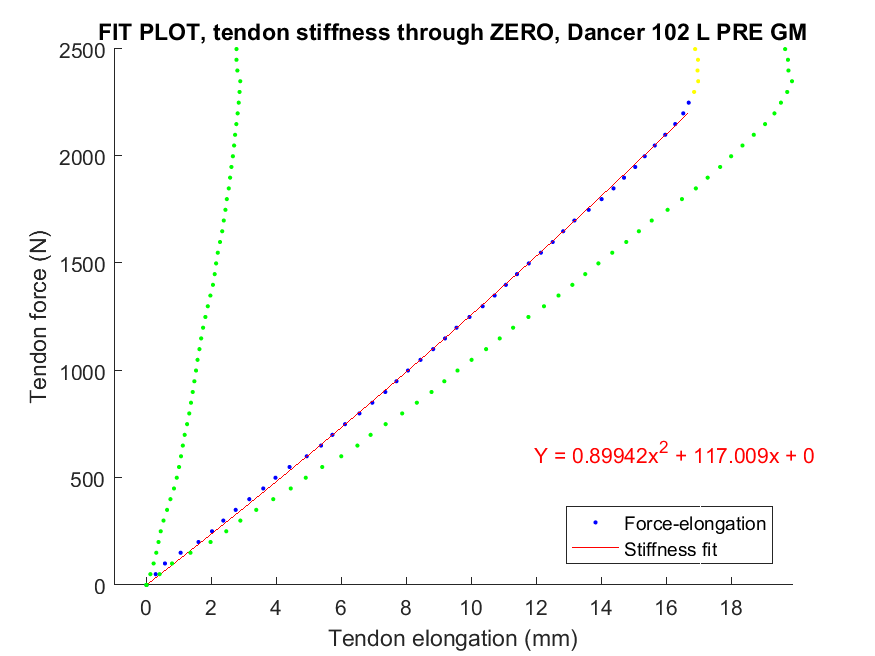 FIT PLOT, tendon stiffness through ZERO, Dancer 102 L PRE GM
2500
2000
1500
1000
500
0
Tendon force (N)
Y = 0.89942x² + 117.009x + 0
Force-elongation
Stiffness fit
0 2 4 6 8 10 12 14 16 18
Tendon elongation (mm)